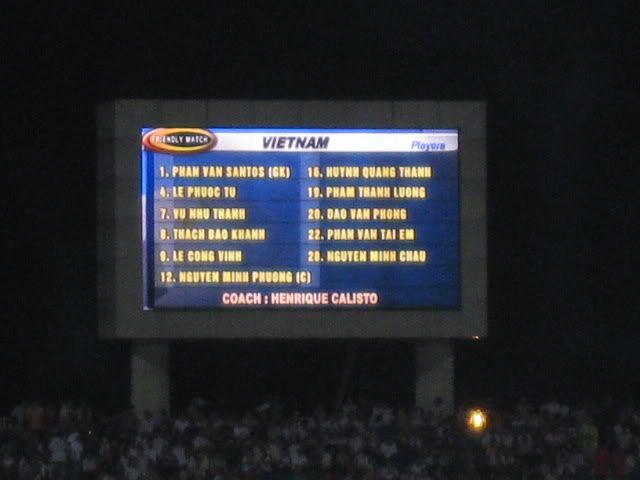 FRIENDLY MATCH
VIETNAM
Players
1. PHAN VAN SANTOS (GK)
4. LE PHUOC TU
7. VU NHU THANH
8. THACH BAO KHANH
9. LE CONG VINH
12. NGUYEN MINH PHUONG (C)
16. HUYNH QUANG THANH
19. PHAM THANH LUONG
20. DAO VAN PHONG
22. PHAN VAN TAI EM
28. NGUYEN MINH CHAU
COACH : HENRIQUE CALISTO